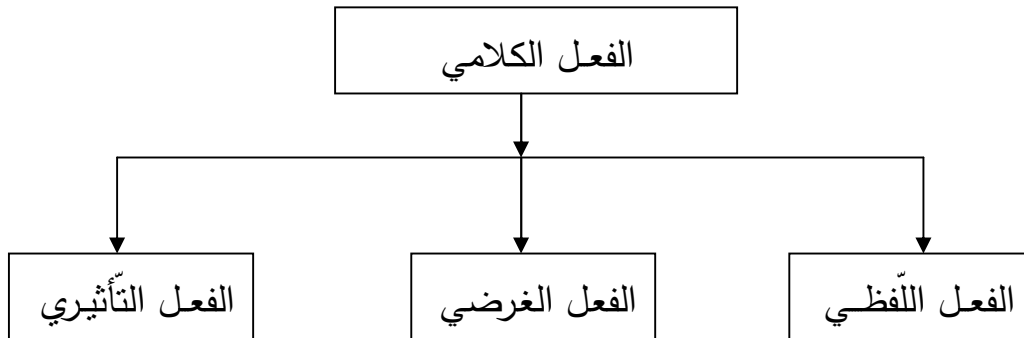 الفعل الكلامي
الفعل اللّفظي
الفعل الغرضي
الفعل التّأثيري